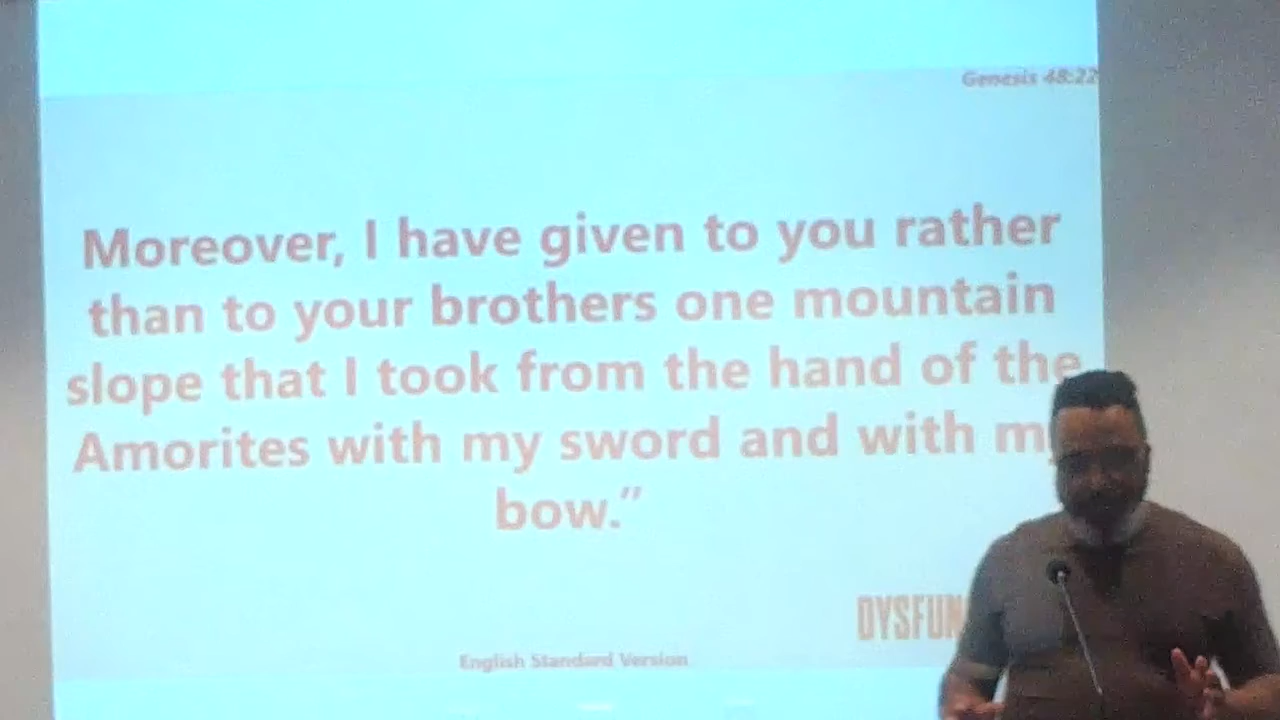 Genesis 48:22
Moreover, I have given to you rather
than to your brothers one mountain
slope that I took from the hand of the
Amorites with my sword and with my
bow.”
DYSFUN
English Standard Version